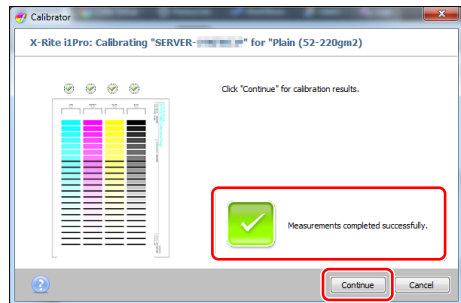 Calibrator
X-Rite i1Pro: Calibrating "SERVER- " for "Plain (52-220gm2)
Click "Continue" for calibration results.
Measurements completed successfully.
Continue
Cancel